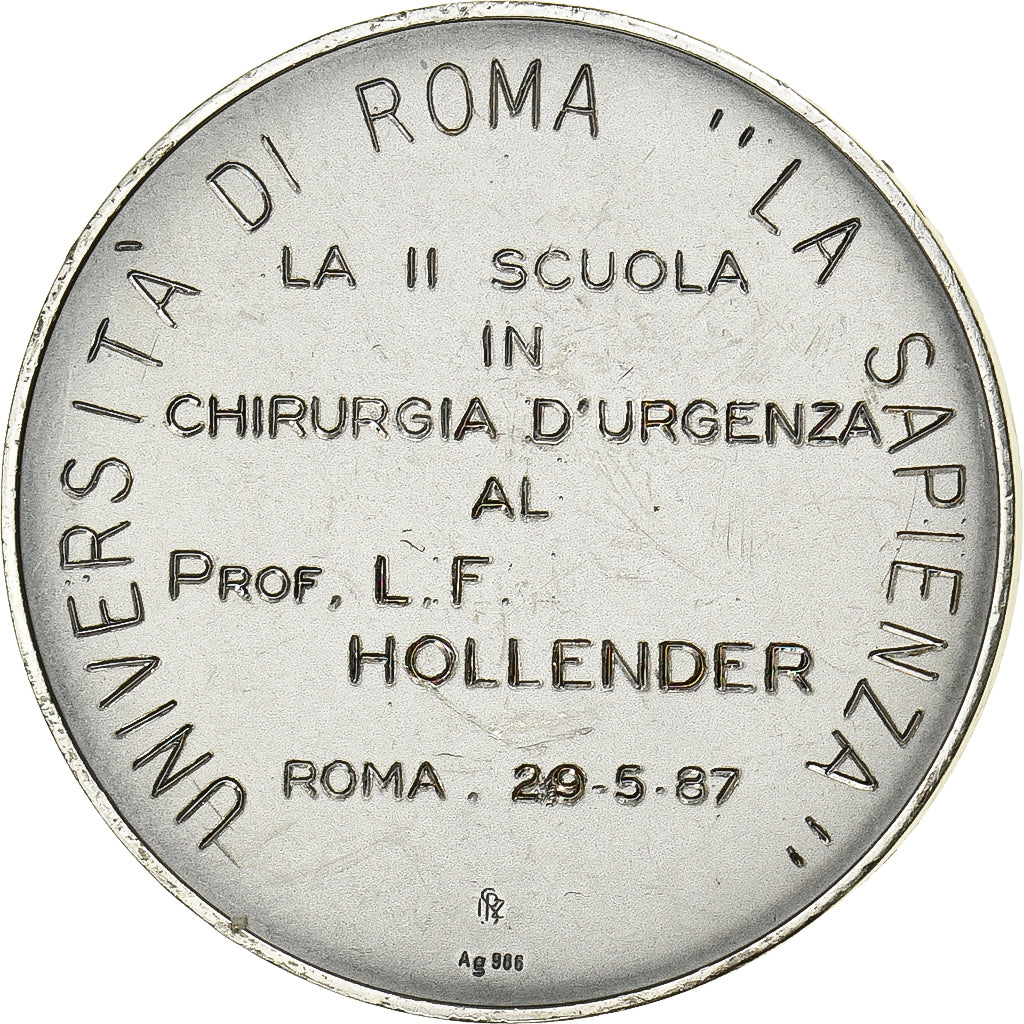 UNIVERSITA' DI ROMA "LA SAPIENZA"
LA II SCUOLA
IN
CHIRURGIA D'URGENZA
AL
PROF. L.F.
HOLLENDER
ROMA. 29-5-87
Ag 986